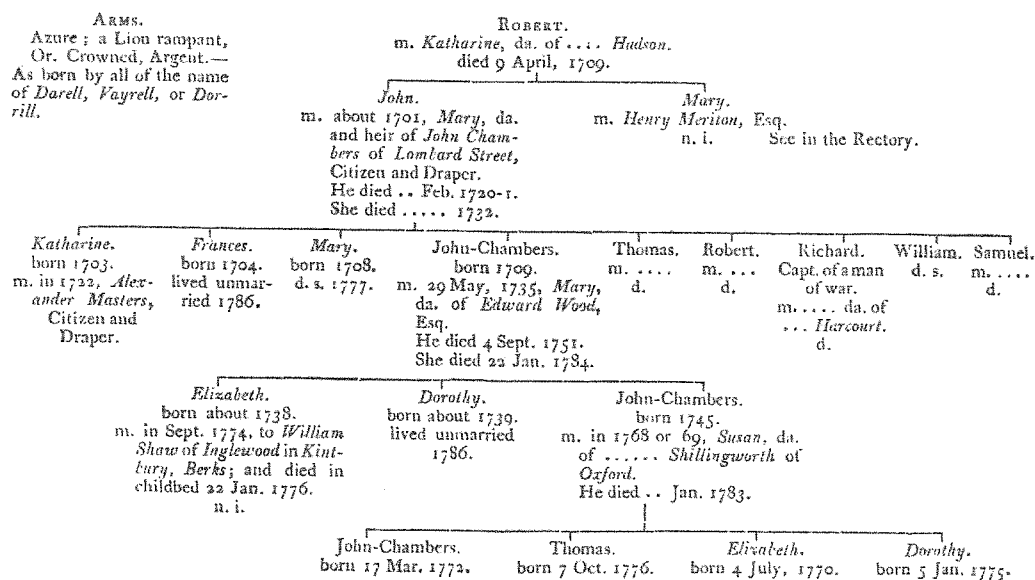 ARMS.
Azure ; a Lion rampant,
Or. Crowned, Argent.—
As born by all of the name
of Darell, Vayrell, or Dor-
rill.
ROBERT.
m. Katharine, da. of .... Hudson.
died 9 April, 1709.
John.
m. about 1701, Mary, da.
and heir of John Cham-
bers of Lombard Street,
Citizen and Draper.
He died .. Feb. 1720-1.
She died ..... 1732.
Mary.
m. Henry Meriton, Esq.
n. i. See in the Rectory.
Katharine.
born 1703.
m. in 1722, Alex-
ander Masters,
Citizen and
Draper.
Frances.
born 1704.
lived unmar-
ried 1786.
Mary.
born 1708.
d. s. 1777.
John-Chambers.
born 1709.
m. 29 May, 1735, Mary,
da. of Edward Wood,
Esq.
He died 4 Sept. 1751.
She died 22 Jan. 1784.
Thomas.
m. ....
d.
Robert.
m. ....
d.
Richard.
Capt. of a man
of war.
m..... da. of
... Harcourt.
d.
William.
d. s.
Samuel.
m.....
d.
Elizabeth.
born about 1738.
m. in Sept. 1774, to William
Shaw of Inglewood in Kint-
bury, Berks; and died in
childbed 22 Jan. 1776.
n. i.
Dorothy.
born about 1739.
lived unmarried
1786.
John-Chambers.
born 1745.
m. in 1768 or 69, Susan, da.
of ...... Shillingworth of
Oxford.
He died .. Jan. 1783.
John-Chambers.
born 17 Mar. 1772.
Thomas.
born 7 Oct. 1776.
Elizabeth.
born 4 July, 1770.
Dorothy.
born 5 Jan. 1775.